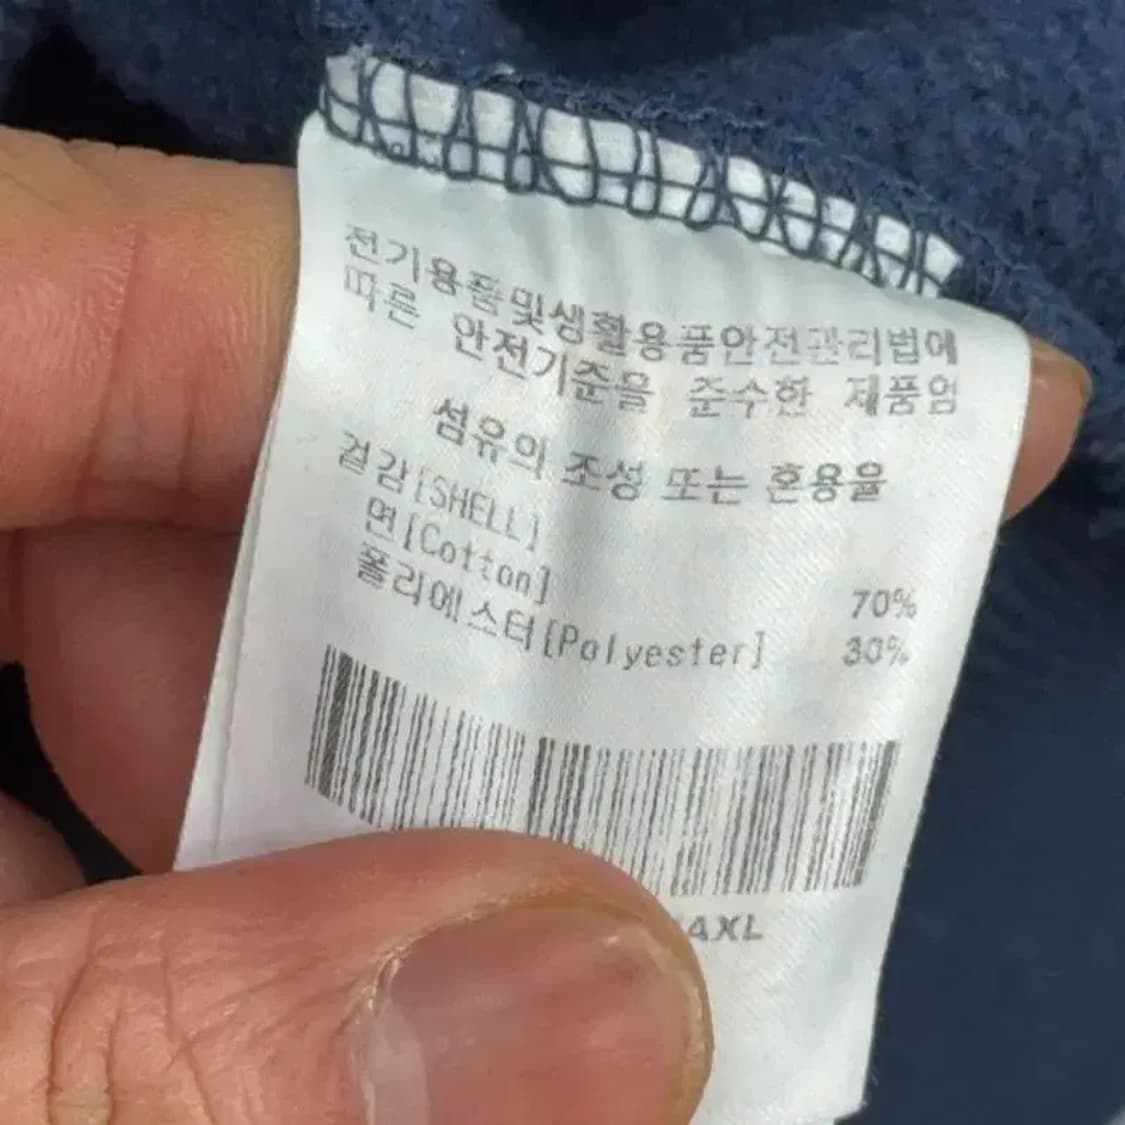 전기용품및생활용품안전관리법에
따른 안전기준을 준수한 제품임
섬유의 조성 또는 혼용율
겉감[SHELL]
면[Cotton] 70%
폴리에스터[Polyester] 30%
4XL